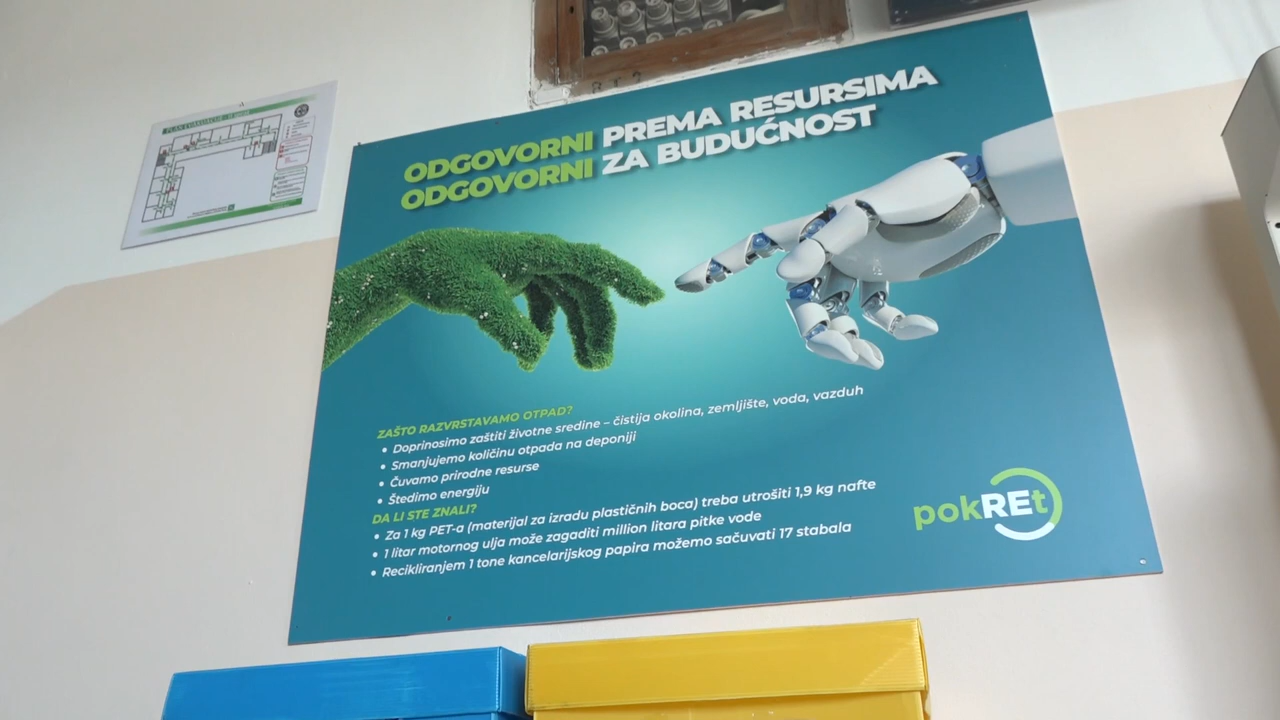 PLAN EVAKUACIJE
ODGOVORNI PREMA RESURSIMA
ODGOVORNI ZA BUDUĆNOST
ZAŠTO RAZVRSTAVAMO OTPAD?
• Doprinosimo zaštiti životne sredine – čistija okolina, zemljište, voda, vazduh
• Smanjujemo količinu otpada na deponiji
• Čuvamo prirodne resurse
• Štedimo energiju
DA LI STE ZNALI?
• Za 1 kg PET-a (materijal za izradu plastičnih boca) treba utrošiti 1,9 kg nafte
• 1 litar motornog ulja može zagaditi million litara pitke vode
• Recikliranjem 1 tone kancelarijskog papira možemo sačuvati 17 stabala
pokREt